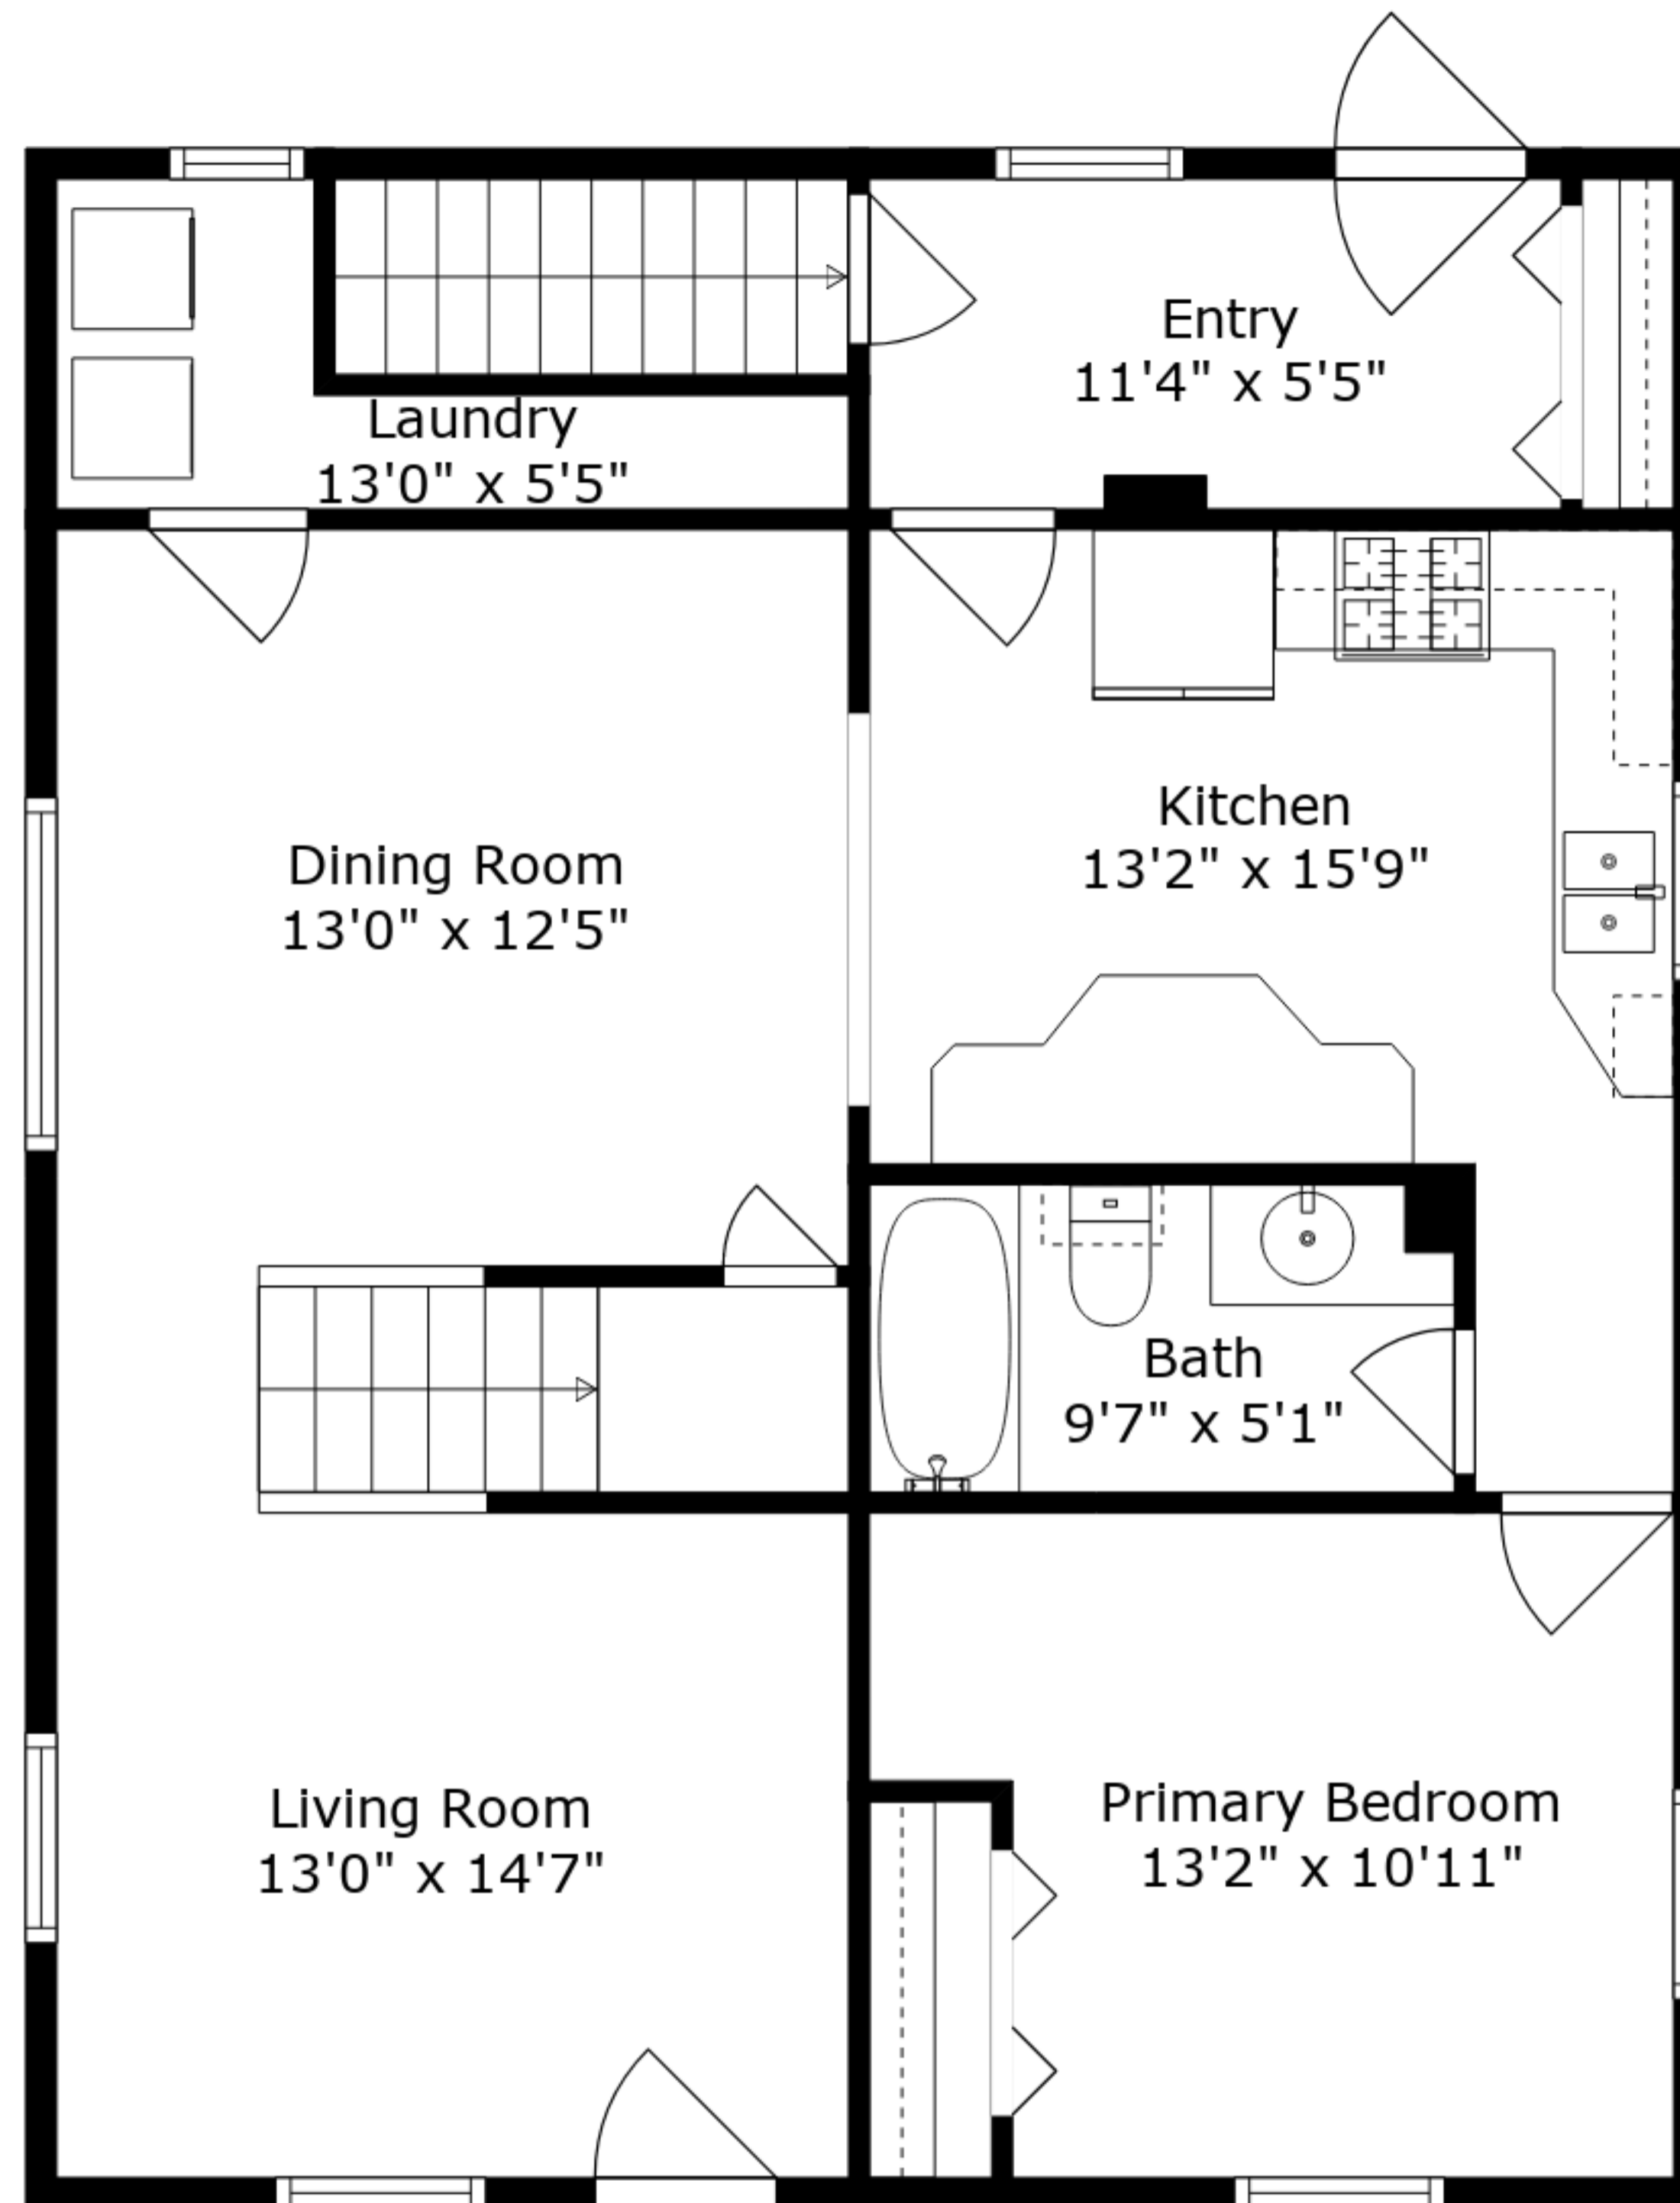 Entry
11'4" x 5'5"
Laundry
13'0" x 5'5"
Kitchen
13'2" x 15'9"
Dining Room
13'0" x 12'5"
Bath
9'7" x 5'1"
Living Room
13'0" x 14'7"
Primary Bedroom
13'2" x 10'11"